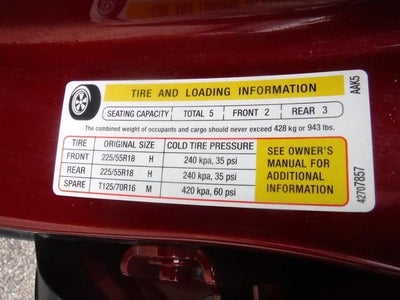 TIRE AND LOADING INFORMATION
SEATING CAPACITY TOTAL 5 FRONT 2 REAR 3
The combined weight of occupants and cargo should never exceed 428 kg or 943 lbs.
TIRE ORIGINAL SIZE COLD TIRE PRESSURE
FRONT 225/55R18 H 240 kpa, 35 psi
REAR 225/55R18 H 240 kpa, 35 psi
SPARE T125/70R16 M 420 kpa, 60 psi
SEE OWNER'S
MANUAL FOR
ADDITIONAL
INFORMATION
AAK5
42707857